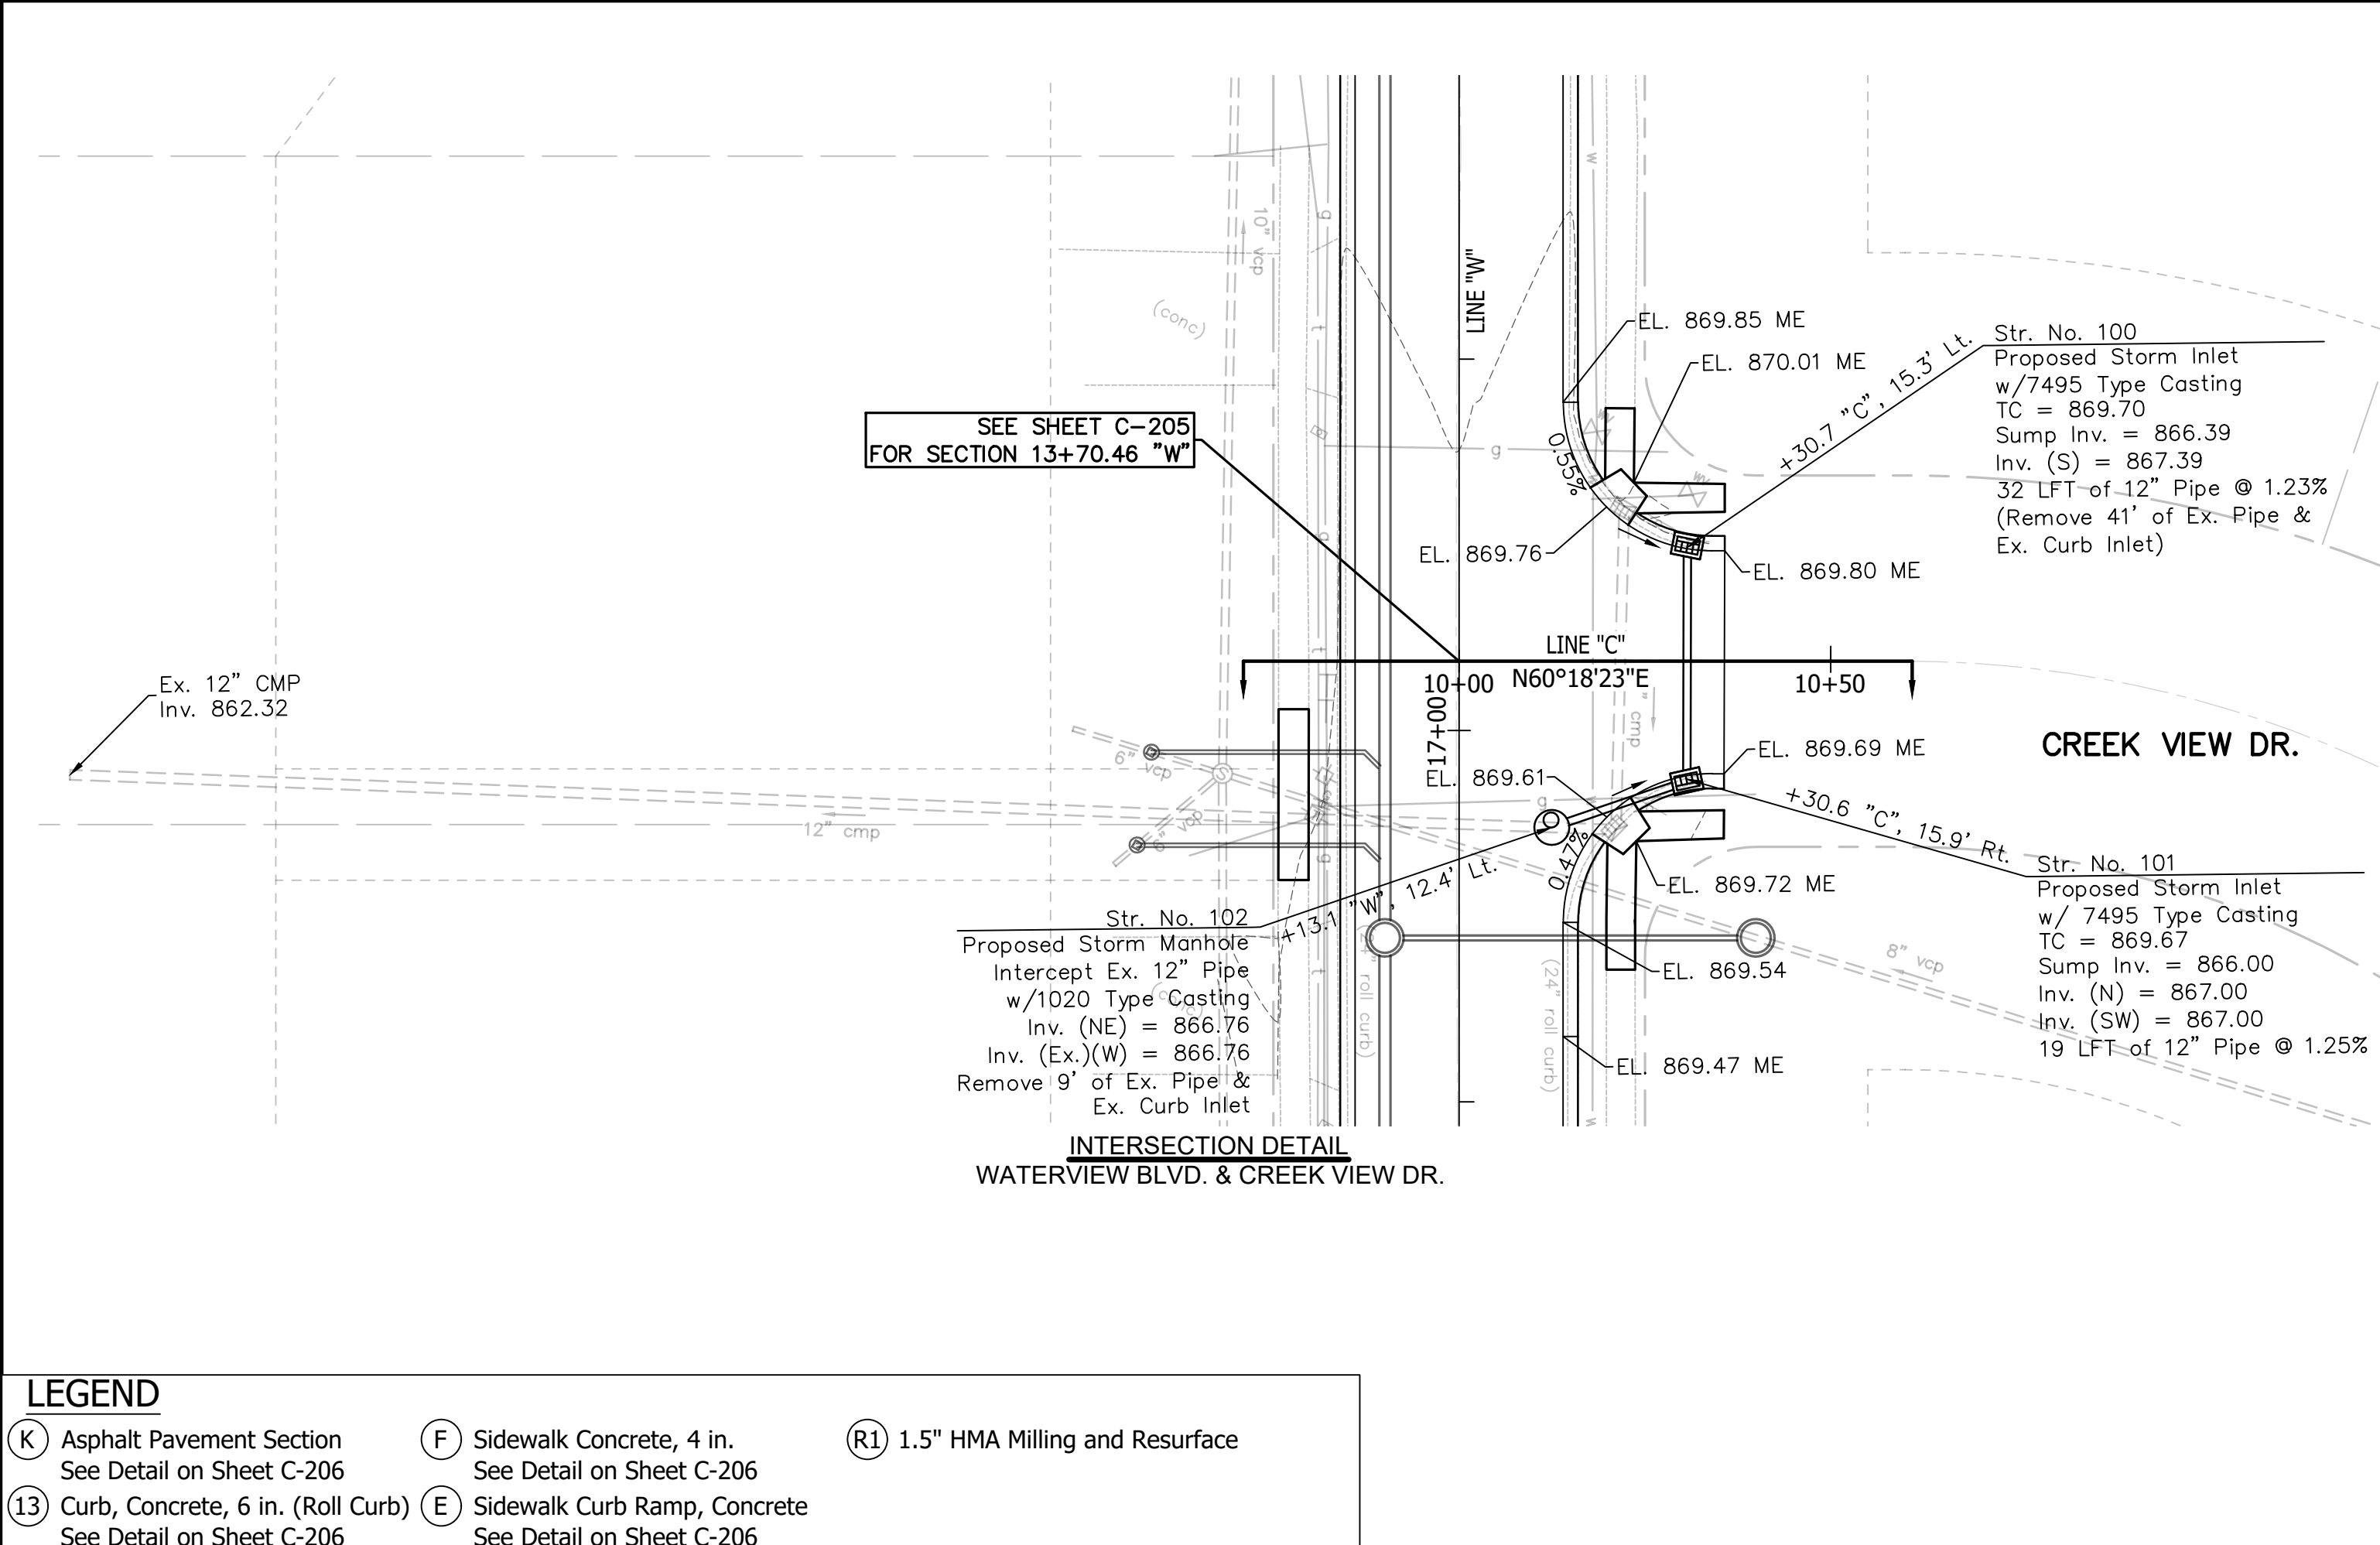 10" vcp
(conc)
g
t
w
LINE "W"
EL. 869.85 ME
EL. 870.01 ME
+30.7 "C", 15.3' Lt.
Str. No. 100
Proposed Storm Inlet
w/7495 Type Casting
TC = 869.70
Sump Inv. = 866.39
Inv. (S) = 867.39
32 LFT of 12" Pipe @ 1.23%
(Remove 41' of Ex. Pipe &
Ex. Curb Inlet)
SEE SHEET C-205
FOR SECTION 13+70.46 "W"
g
wv
wv
0.55%
EL. 869.76
EL. 869.80 ME
g
t
LINE "C"
10+00
N60°18'23"E
10+50
17+00
" cmp
Ex. 12" CMP
Inv. 862.32
CREEK VIEW DR.
6" vcp
S
6" vcp
12" cmp
EL. 869.69 ME
EL. 869.61
g
0.47%
+30.6 "C", 15.9' Rt.
Str. No. 101
Proposed Storm Inlet
w/ 7495 Type Casting
TC = 869.67
Sump Inv. = 866.00
Inv. (N) = 867.00
Inv. (SW) = 867.00
19 LFT of 12" Pipe @ 1.25%
EL. 869.72 ME
+13.1 "W", 12.4' Lt.
Str. No. 102
Proposed Storm Manhole
Intercept Ex. 12" Pipe
w/1020 Type Casting
Inv. (NE) = 866.76
Inv. (Ex.)(W) = 866.76
Remove 9' of Ex. Pipe &
Ex. Curb Inlet
(conc)
g
t
(24" roll curb)
(24" roll curb)
8" vcp
EL. 869.54
EL. 869.47 ME
w
INTERSECTION DETAIL
WATERVIEW BLVD. & CREEK VIEW DR.
LEGEND
K Asphalt Pavement Section
See Detail on Sheet C-206
13 Curb, Concrete, 6 in. (Roll Curb)
See Detail on Sheet C-206
F Sidewalk Concrete, 4 in.
See Detail on Sheet C-206
E Sidewalk Curb Ramp, Concrete
See Detail on Sheet C-206
R1 1.5" HMA Milling and Resurface